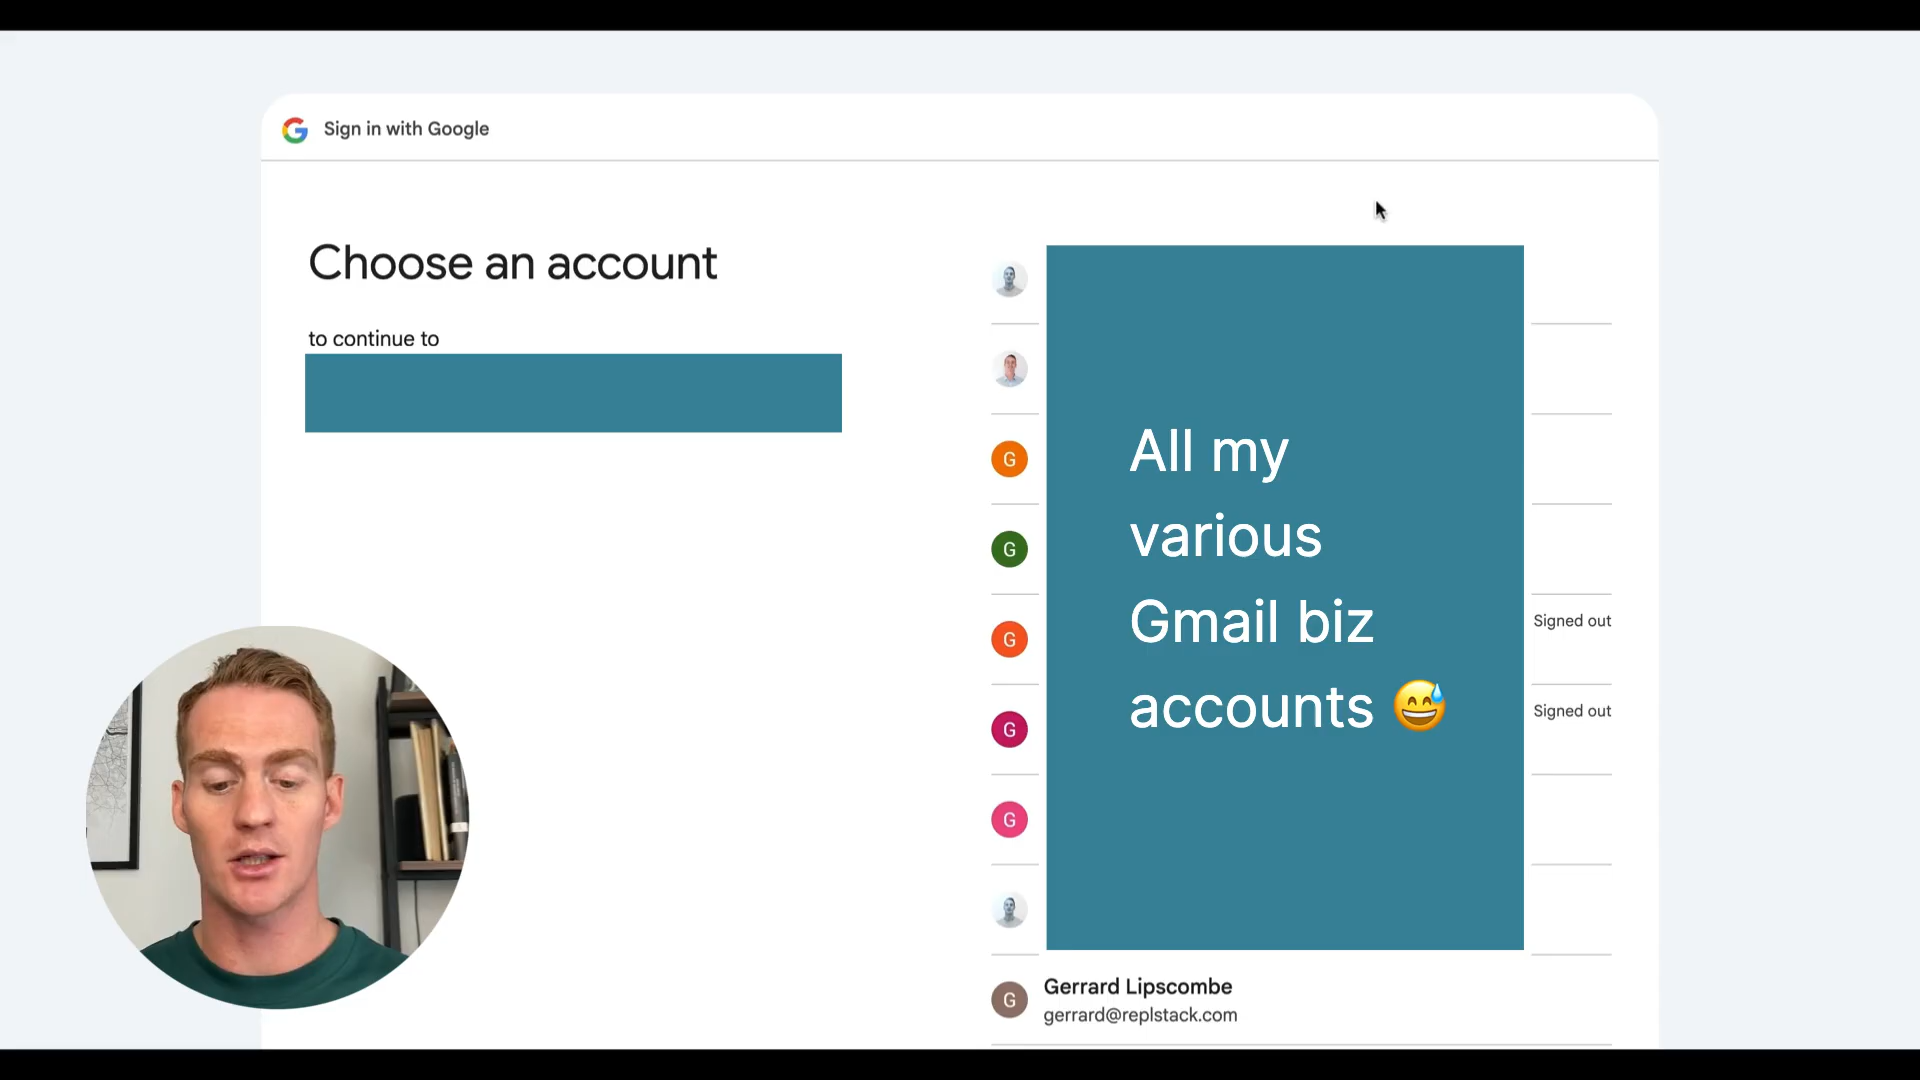 Sign in with Google
Choose an account
to continue to
All my
various
Gmail biz
accounts 😅
G
G
G
Signed out
G
Signed out
G
G
Gerrard Lipscombe
gerrard@replstack.com